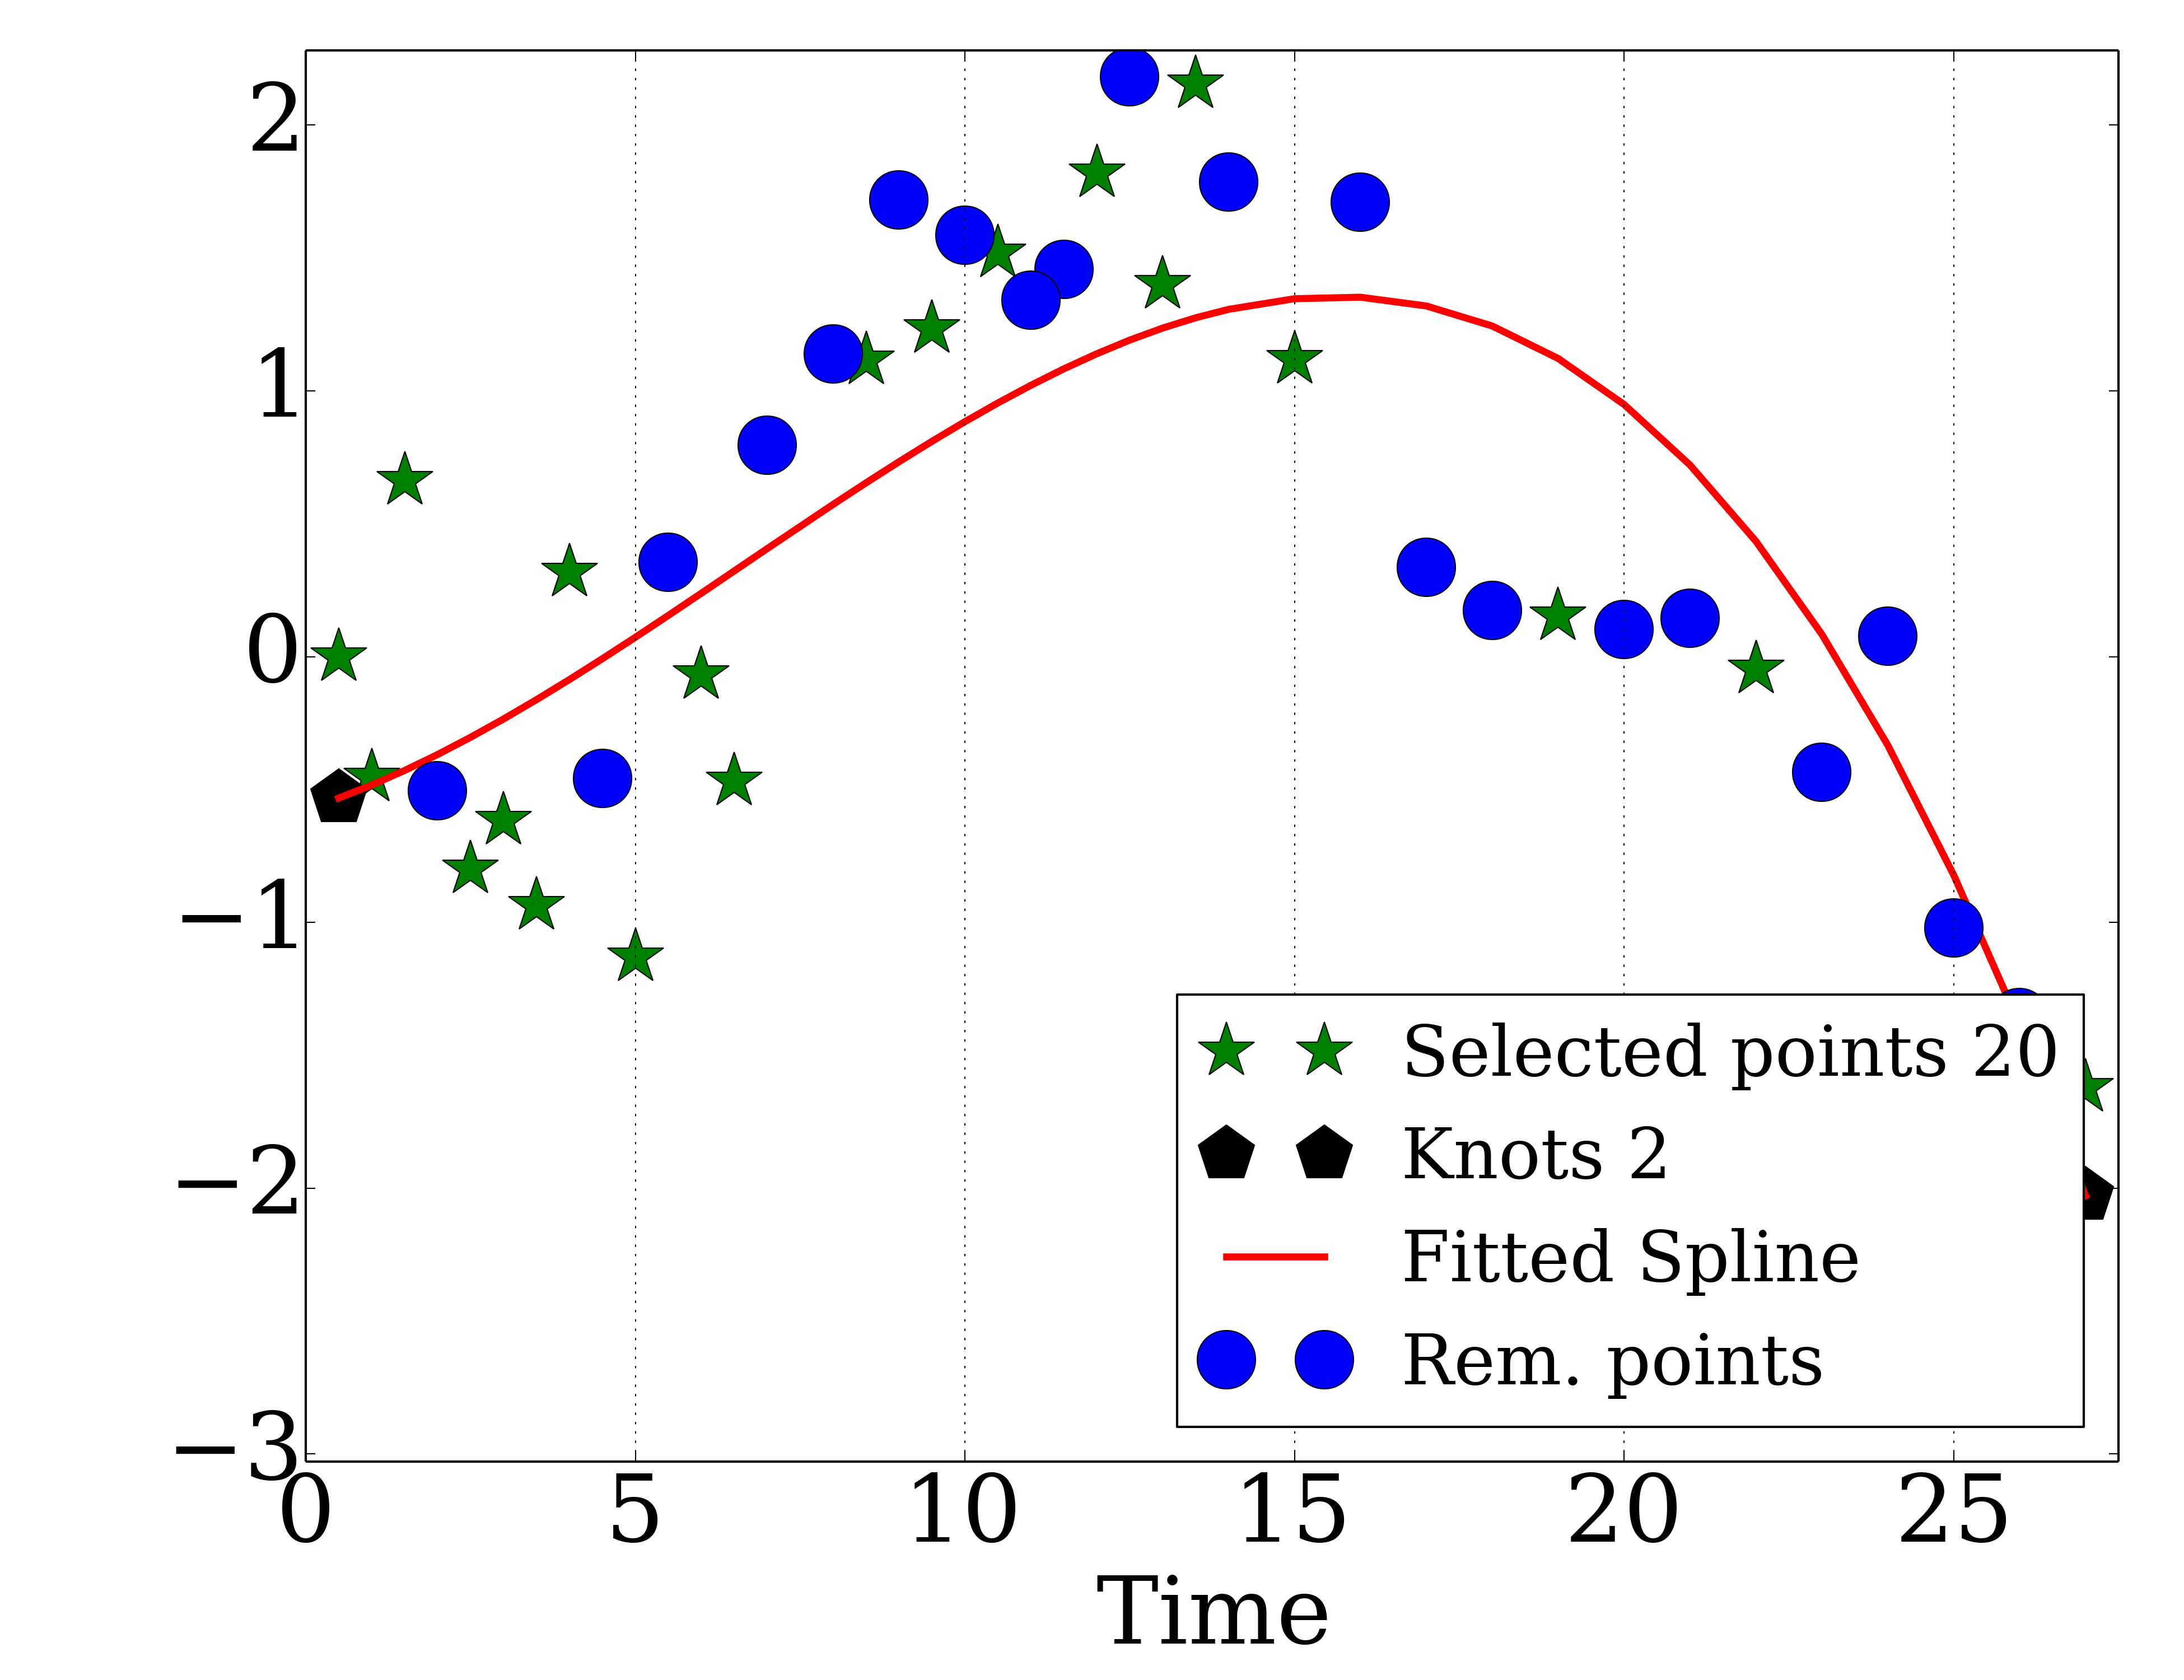 2
1
0
−1
−2
−3
0 5 10 15 20 25
Time
Selected points 20
Knots 2
Fitted Spline
Rem. points